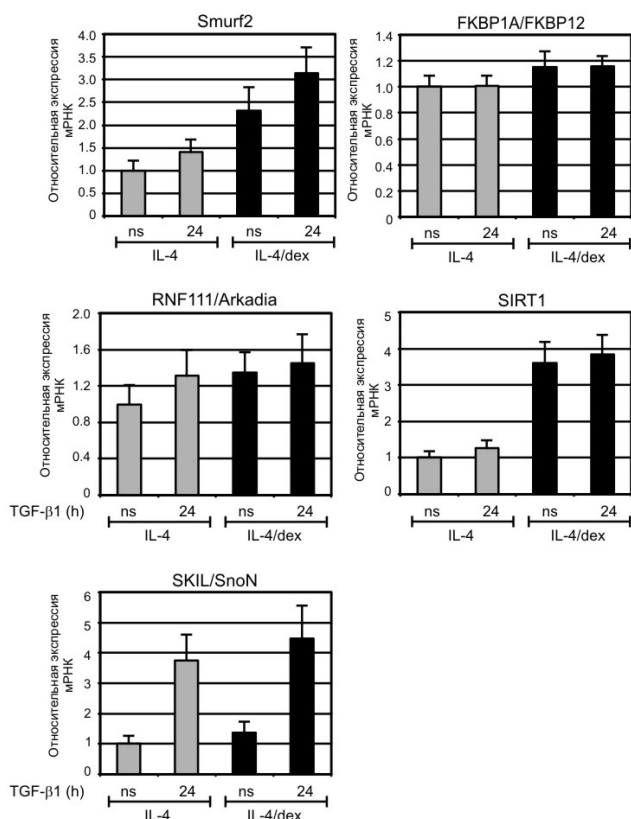 Smurf2
Относительная экспрессия
мРНК
4.0
3.5
3.0
2.5
2.0
1.5
1.0
0.5
0
ns 24 ns 24
IL-4 IL-4/dex
FKBP1A/FKBP12
Относительная экспрессия
мРНК
1.4
1.2
1.0
0.8
0.6
0.4
0.2
0
ns 24 ns 24
IL-4 IL-4/dex
RNF111/Arkadia
Относительная экспрессия
мРНК
2.0
1.6
1.2
0.8
0.4
0
TGF-β1 (h) ns 24 ns 24
IL-4 IL-4/dex
SIRT1
Относительная экспрессия
мРНК
5
4
3
2
1
0
ns 24 ns 24
IL-4 IL-4/dex
SKIL/SnoN
Относительная экспрессия
мРНК
6
5
4
3
2
1
0
TGF-β1 (h) ns 24 ns 24
IL-4 IL-4/dex